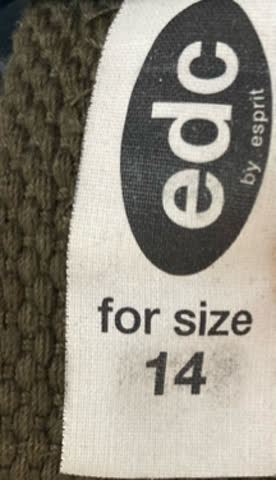 edc
by esprit
for size
14